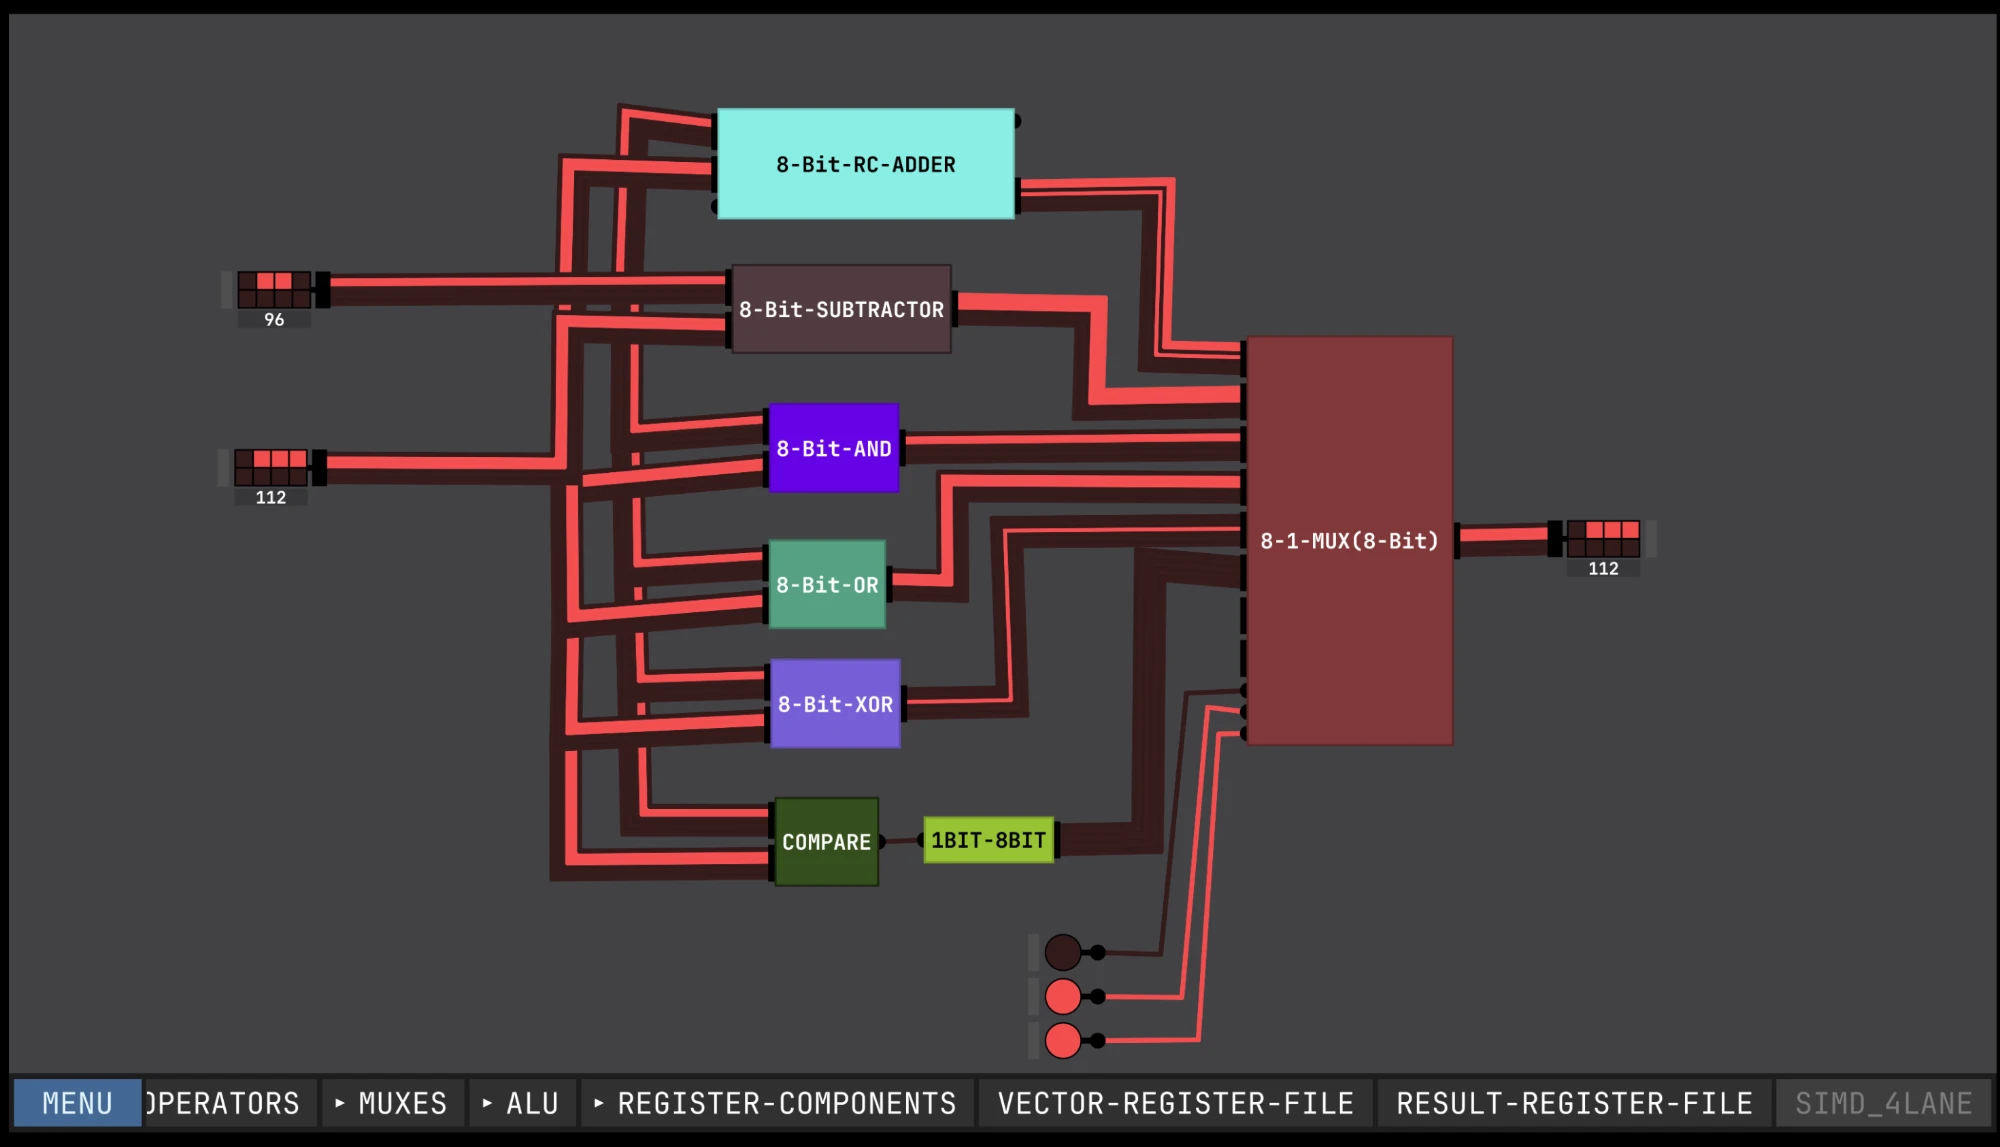 8-Bit-RC-ADDER
96
8-Bit-SUBTRACTOR
112
8-Bit-AND
8-Bit-OR
8-1-MUX(8-Bit)
112
8-Bit-XOR
COMPARE
1BIT-8BIT
MENU
OPERATORS
▸ MUXES
▸ ALU
▸ REGISTER-COMPONENTS
VECTOR-REGISTER-FILE
RESULT-REGISTER-FILE
SIMD_4LANE